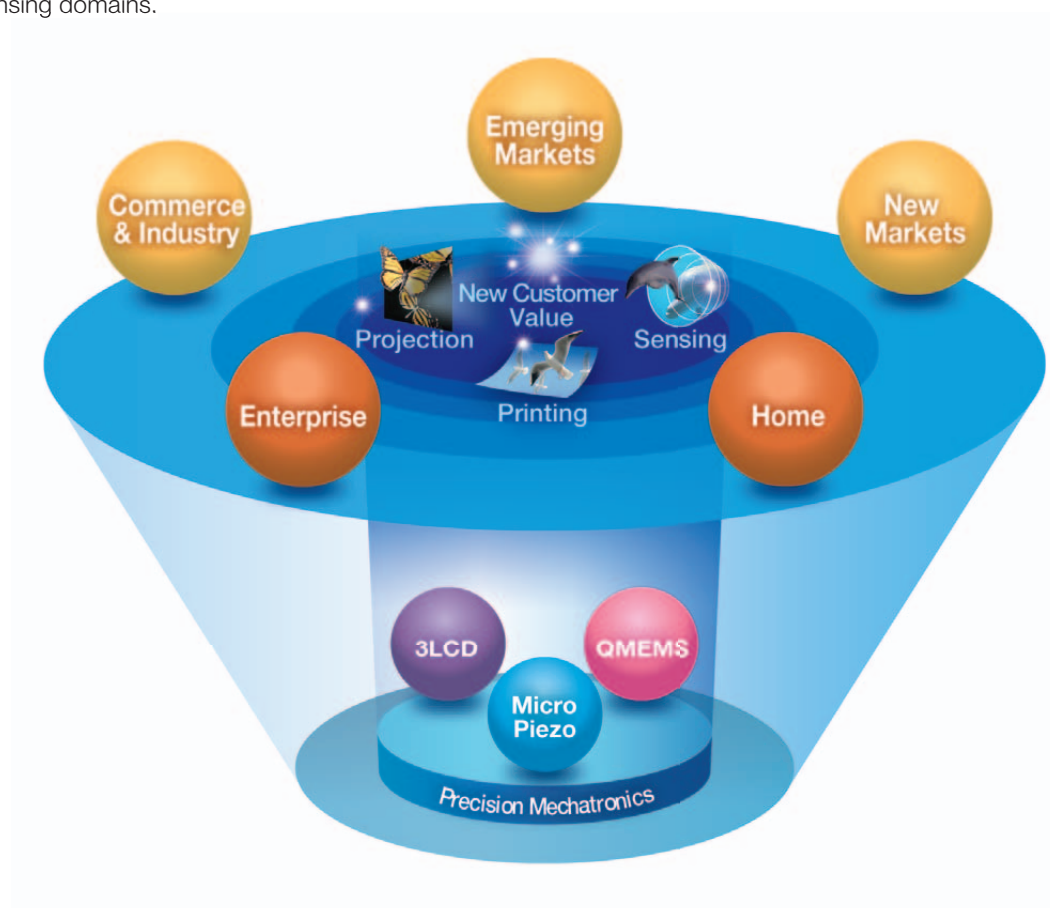 nsing domains.
Emerging
Markets
Commerce
& Industry
New
Markets
New Customer
Value
Projection
Sensing
Printing
Enterprise
Home
3LCD
QMEMS
Micro
Piezo
Precision Mechatronics